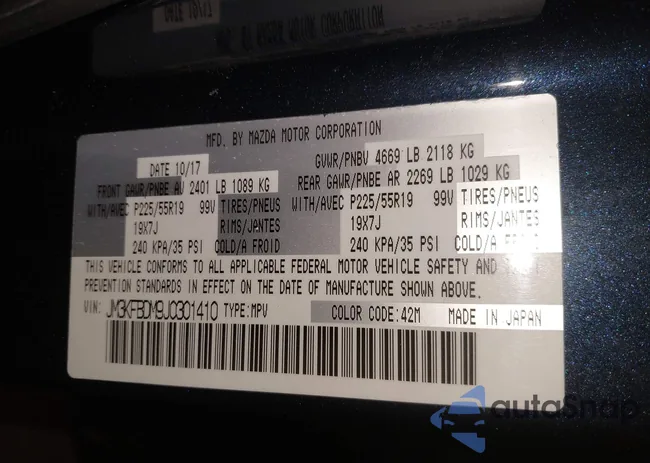 MFD. BY MAZDA MOTOR CORPORATION
DATE 10/17 GVWR/PNBV 4669 LB 2118 KG
FRONT GAWR/PNBE AV 2401 LB 1089 KG REAR GAWR/PNBE AR 2269 LB 1029 KG
WITH/AVEC P225/55R19 99V TIRES/PNEUS WITH/AVEC P225/55R19 99V TIRES/PNEUS
19X7J RIMS/JANTES 19X7J RIMS/JANTES
240 KPA/35 PSI COLD/A FROID 240 KPA/35 PSI COLD/A FROID
THIS VEHICLE CONFORMS TO ALL APPLICABLE FEDERAL MOTOR VEHICLE SAFETY AND THEFT
PREVENTION STANDARDS IN EFFECT ON THE DATE OF MANUFACTURE SHOWN ABOVE.
VIN: JM3KFBDM9J0301410 TYPE:MPV COLOR CODE:42M MADE IN JAPAN
autoSnap